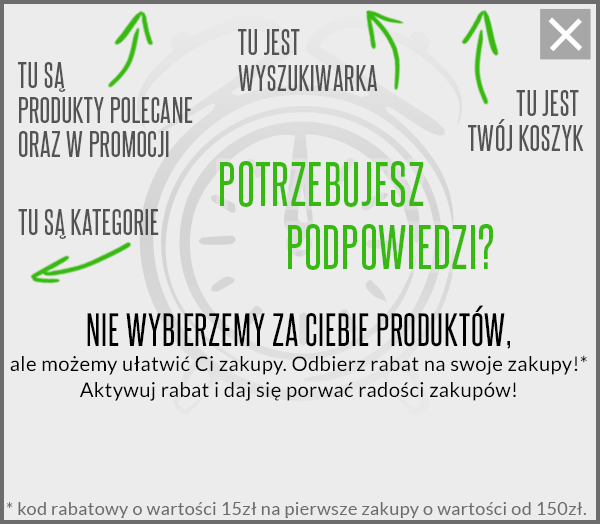 TU SĄ
PRODUKTY POLECANE
ORAZ W PROMOCJI
TU JEST
WYSZUKIWARKA
TU JEST
TWÓJ KOSZYK
POTRZEBUJESZ
PODPOWIEDZI?
TU SĄ KATEGORIE
NIE WYBIERZEMY ZA CIEBIE PRODUKTÓW,
ale możemy ułatwić Ci zakupy. Odbierz rabat na swoje zakupy!*
Aktywuj rabat i daj się porwać radości zakupów!
* kod rabatowy o wartości 15zł na pierwsze zakupy o wartości od 150zł.